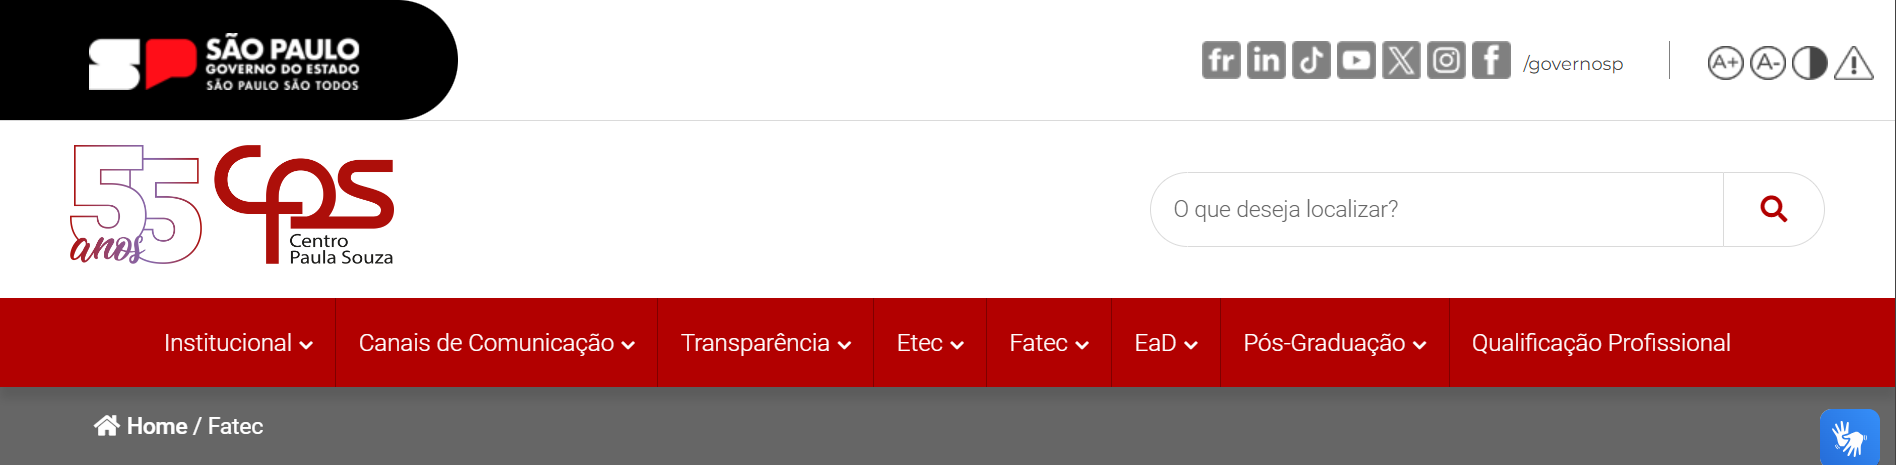 SÃO PAULO
GOVERNO DO ESTADO
SÃO PAULO SÃO TODOS
fr in /governosp A+ A-
55 anos
cps
Centro
Paula Souza
O que deseja localizar?
Institucional Canais de Comunicação Transparência Etec Fatec EaD Pós-Graduação Qualificação Profissional
Home / Fatec